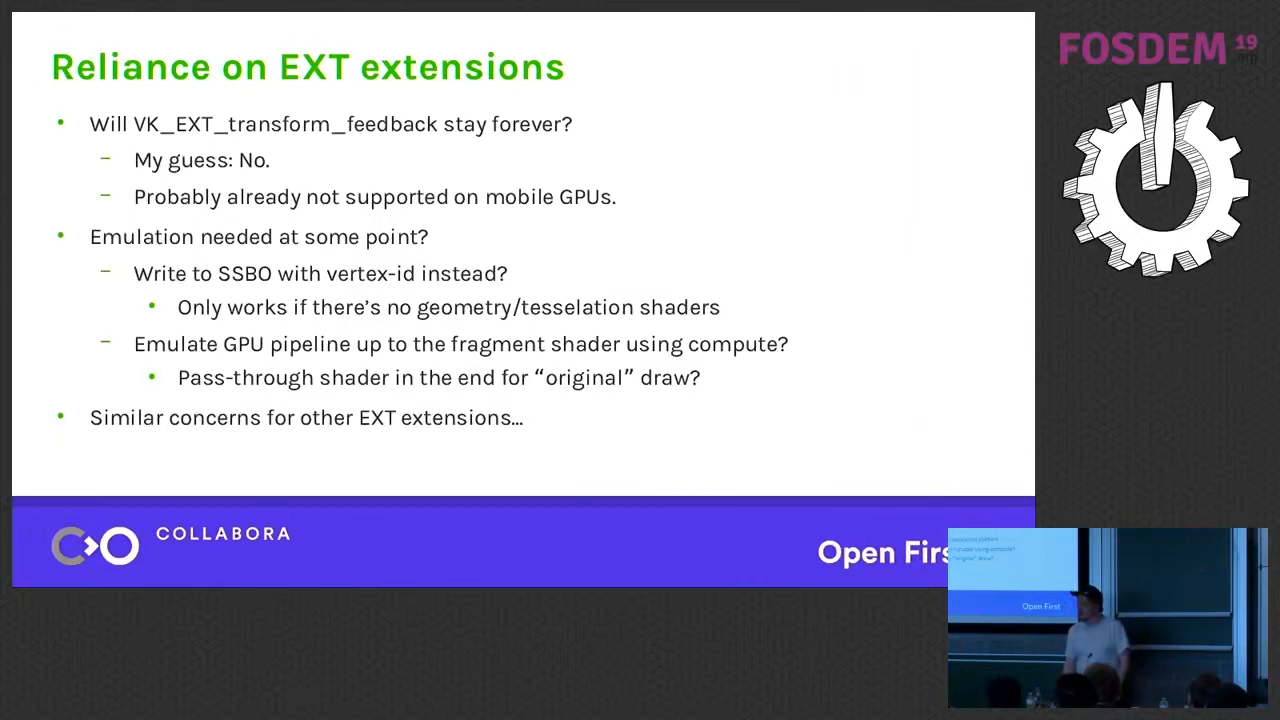 Reliance on EXT extensions
Will VK_EXT_transform_feedback stay forever?
My guess: No.
Probably already not supported on mobile GPUs.
Emulation needed at some point?
Write to SSBO with vertex-id instead?
Only works if there's no geometry/tesselation shaders
Emulate GPU pipeline up to the fragment shader using compute?
Pass-through shader in the end for “original” draw?
Similar concerns for other EXT extensions…
COLLABORA
Open Firs
FOSDEM 19
.org
Open First